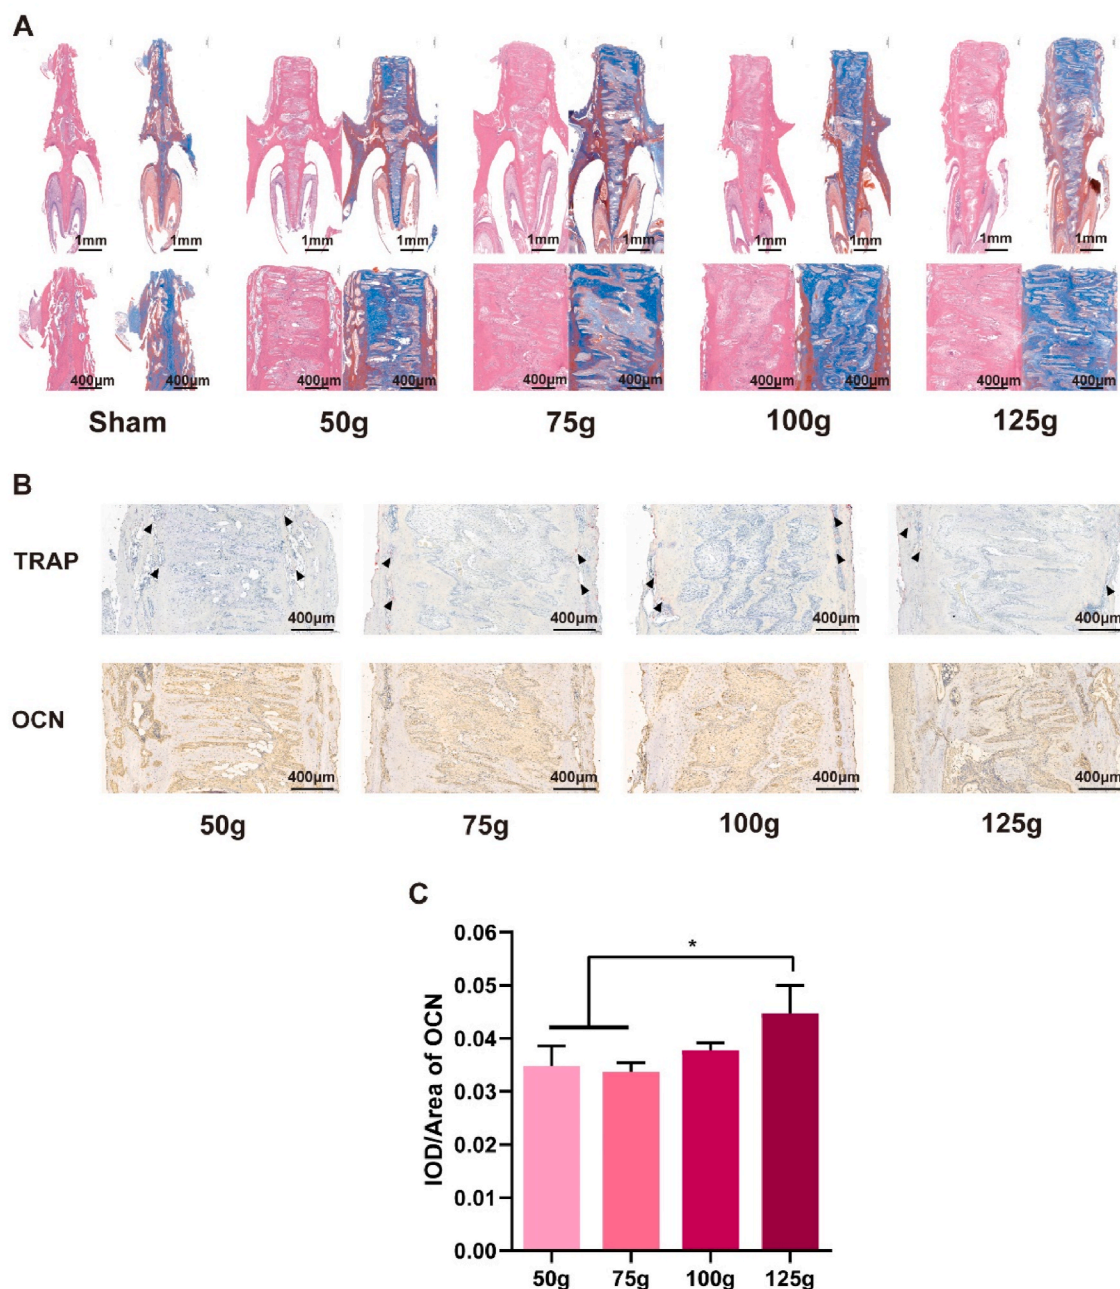 A
1mm 1mm 1mm 1mm 1mm 1mm 1mm 1mm 1mm 1mm
400μm 400μm 400μm 400μm 400μm 400μm 400μm 400μm 400μm 400μm
Sham 50g 75g 100g 125g
B
TRAP
400μm 400μm 400μm 400μm
OCN
400μm 400μm 400μm 400μm
50g 75g 100g 125g
C
IOD/Area of OCN
0.06
*
0.05
0.04
0.03
0.02
0.01
0.00
50g 75g 100g 125g